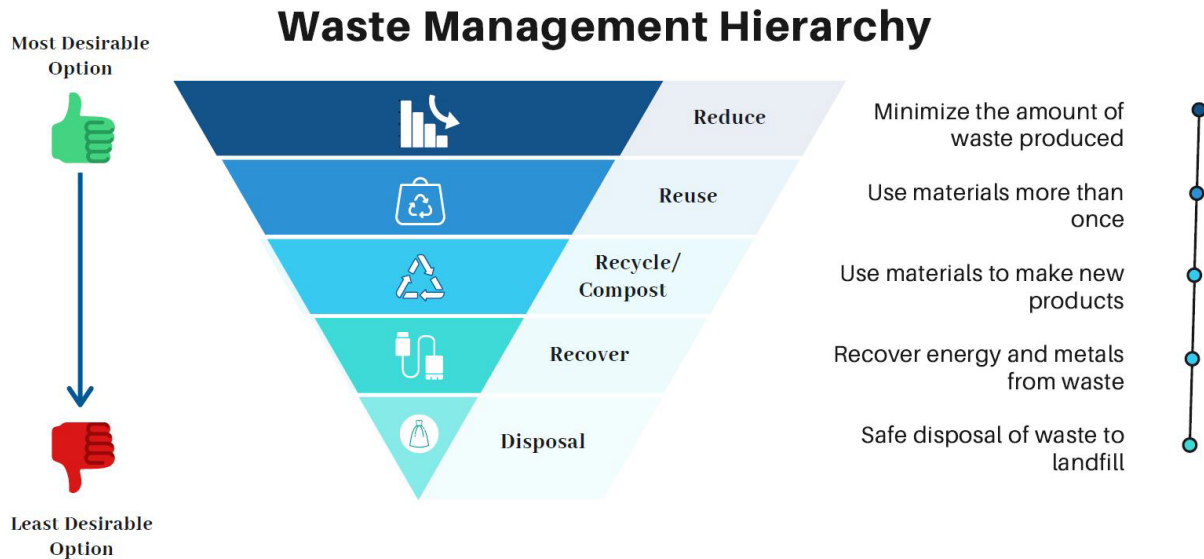 Waste Management Hierarchy
Most Desirable
Option
Reduce
Minimize the amount of
waste produced
Reuse
Use materials more than
once
Recycle/
Compost
Use materials to make new
products
Recover
Recover energy and metals
from waste
Disposal
Safe disposal of waste to
landfill
Least Desirable
Option